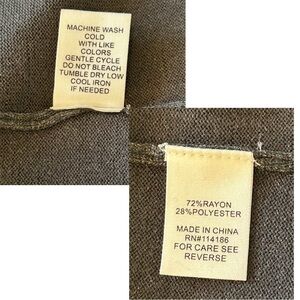 MACHINE WASH
COLD
WITH LIKE
COLORS
GENTLE CYCLE
DO NOT BLEACH
TUMBLE DRY LOW
COOL IRON
IF NEEDED
72%RAYON
28%POLYESTER
MADE IN CHINA
RN#114186
FOR CARE SEE
REVERSE